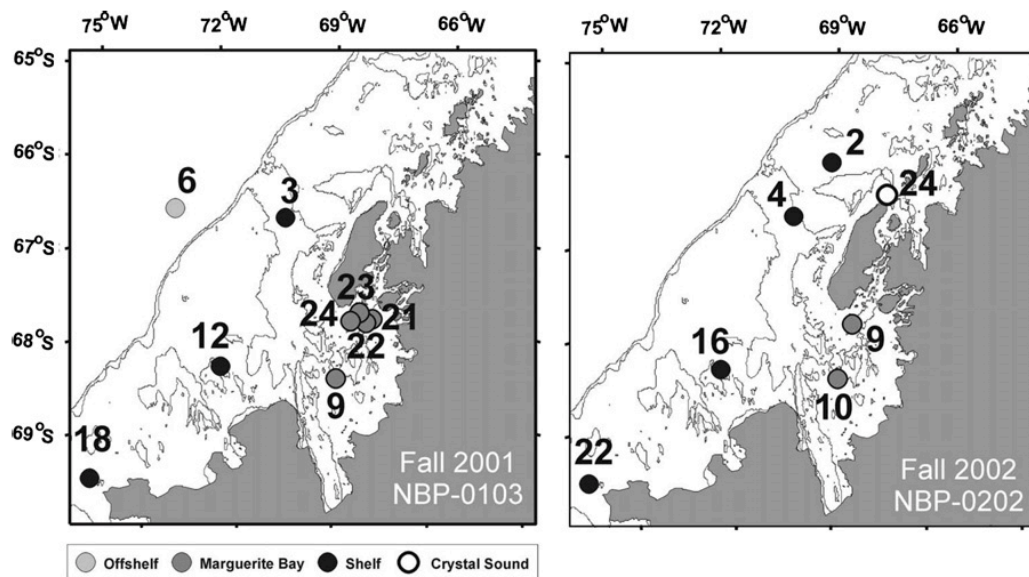 75°W 72°W 69°W 66°W
65°S
66°S
67°S
68°S
69°S
6
3
23
24
21
22
12
9
18
Fall 2001
NBP-0103
75°W 72°W 69°W 66°W
2
24
4
9
16
10
22
Fall 2002
NBP-0202
Offshelf Marguerite Bay Shelf Crystal Sound